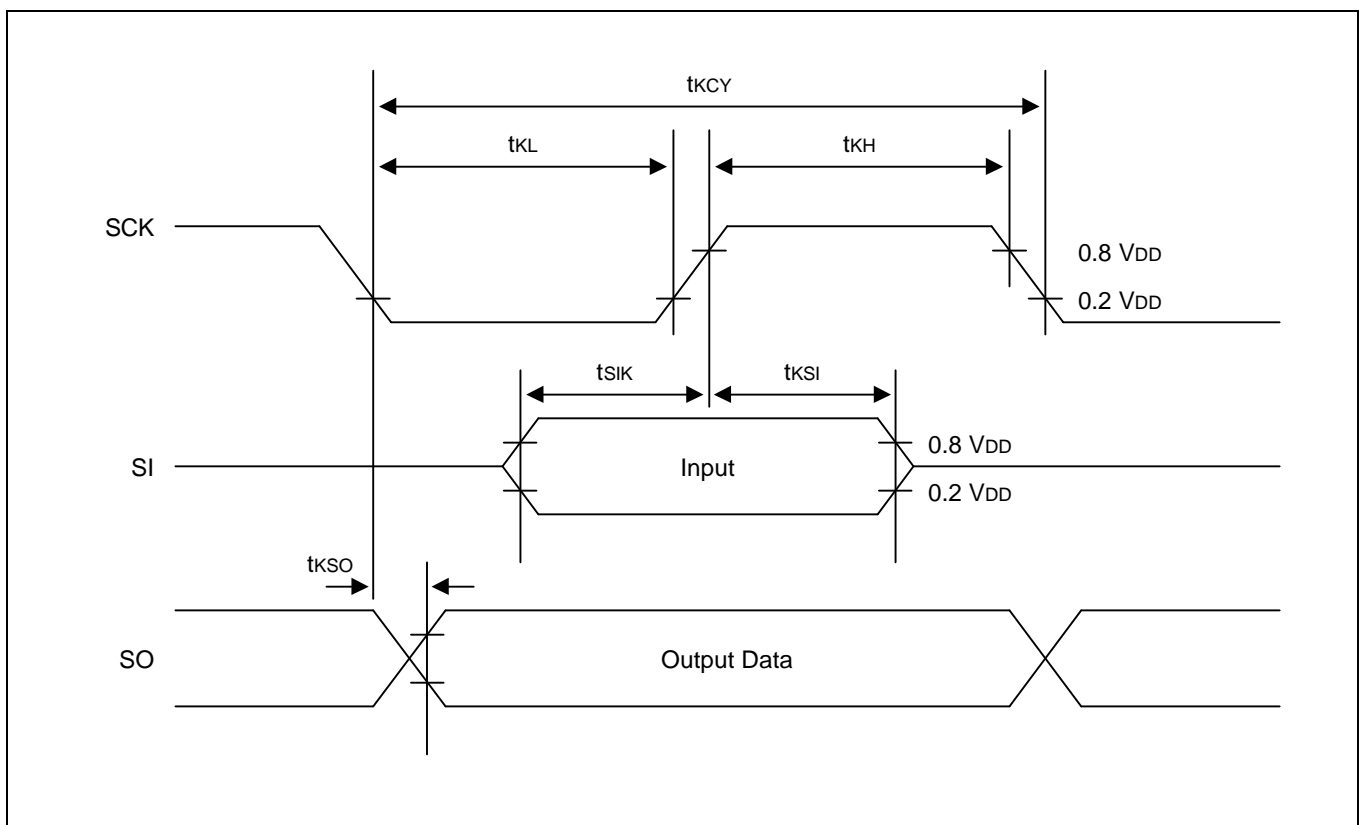 tKCY
tKL
tKH
SCK
0.8 VDD
0.2 VDD
tSIK
tKSI
SI
Input
0.8 VDD
0.2 VDD
tKSO
SO
Output Data